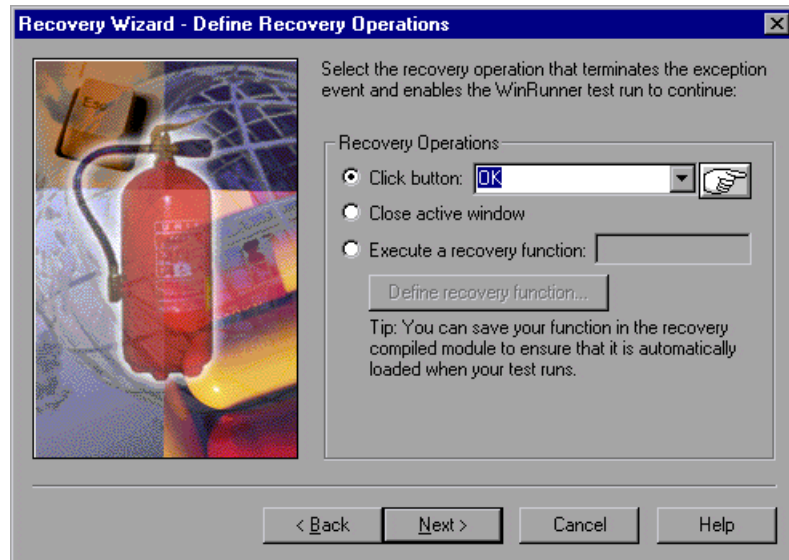 Recovery Wizard - Define Recovery Operations
Select the recovery operation that terminates the exception
event and enables the WinRunner test run to continue:
Recovery Operations
Click button: OK
Close active window
Execute a recovery function:
Define recovery function...
Tip: You can save your function in the recovery
compiled module to ensure that it is automatically
loaded when your test runs.
< Back
Next >
Cancel
Help
Esc